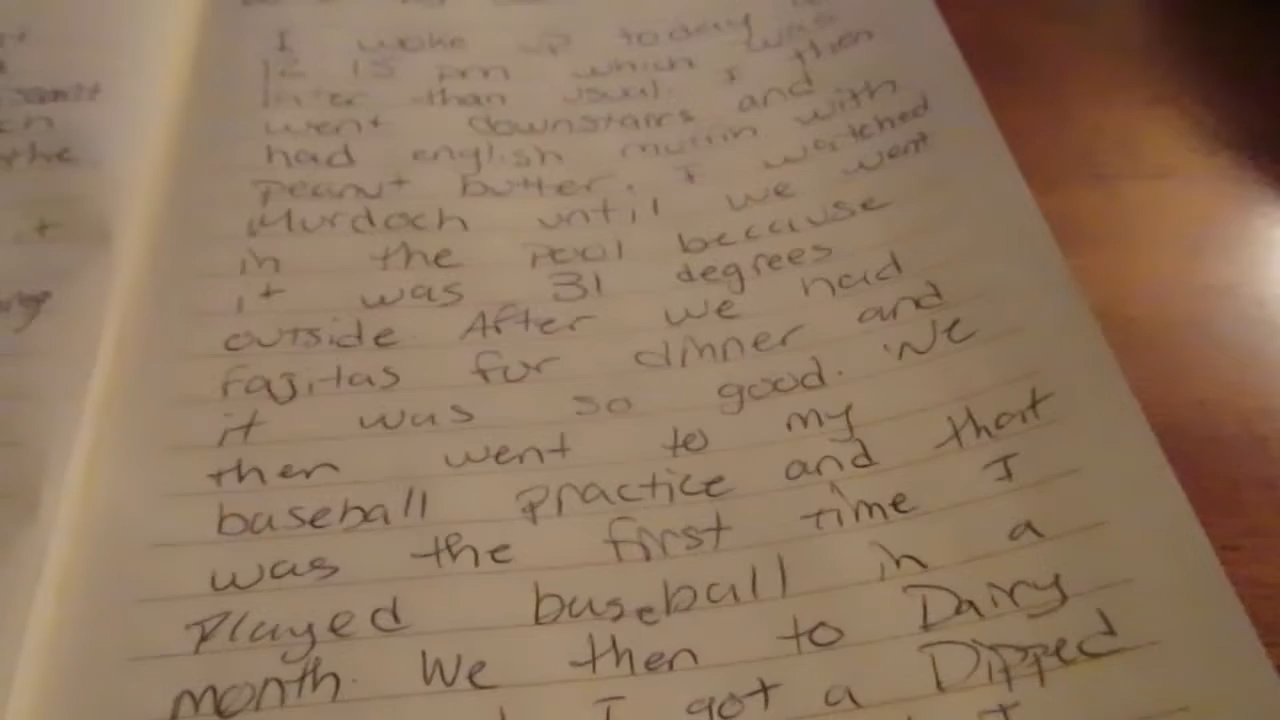 I woke up today
12 15 pm which was
later than usual I then
went downstairs and
had english muffin with
peanut butter. I watched
Murdoch until we went
in the pool because
it was 31 degrees
outside After we had
Fajitas for dinner and
it was so good. We
then went to my
baseball practice and that
was the first time I
Played baseball in a
month. We then to Dairy
I got a Dipped
the